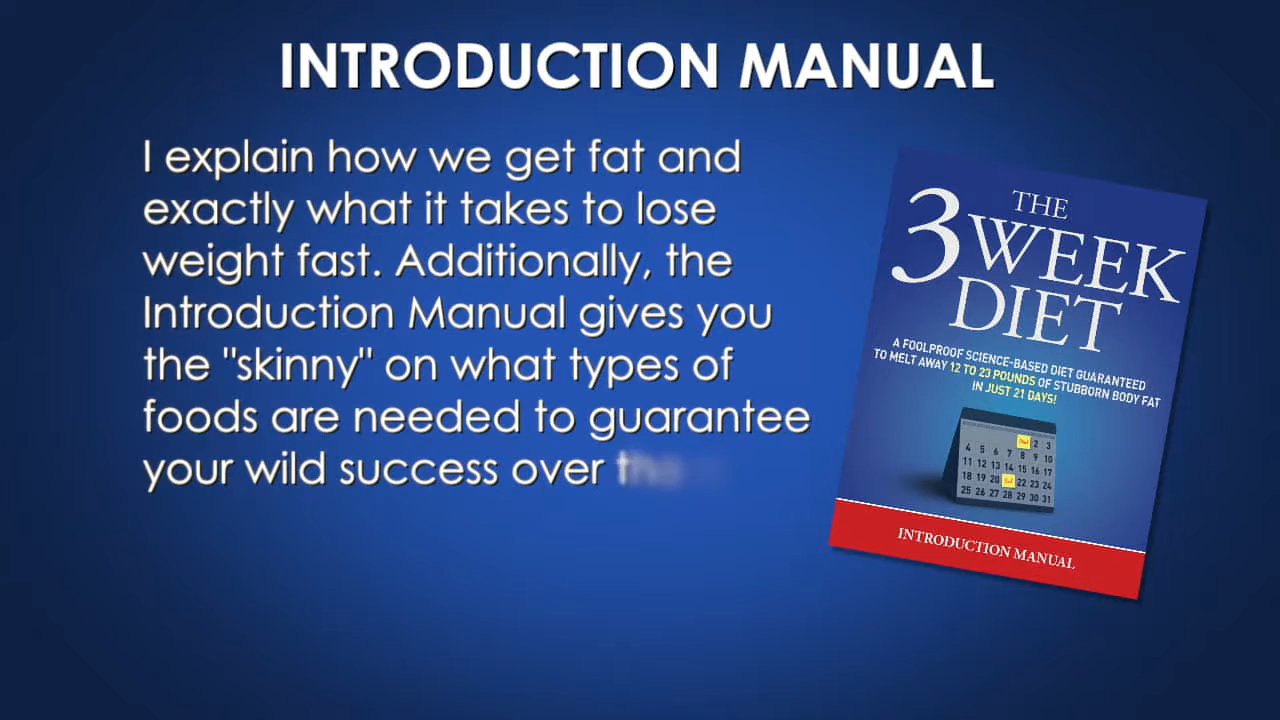 INTRODUCTION MANUAL
I explain how we get fat and
exactly what it takes to lose
weight fast. Additionally, the
Introduction Manual gives you
the "skinny" on what types of
foods are needed to guarantee
your wild success over
THE
3 WEEK
DIET
A FOOLPROOF SCIENCE-BASED DIET GUARANTEED
TO MELT AWAY 12 TO 23 POUNDS OF STUBBORN BODY FAT
IN JUST 21 DAYS!
2 3
4 5 6 7 8 9 10
11 12 13 14 15 16 17
18 19 20 22 23 24
25 26 27 28 29 30 31
INTRODUCTION MANUAL